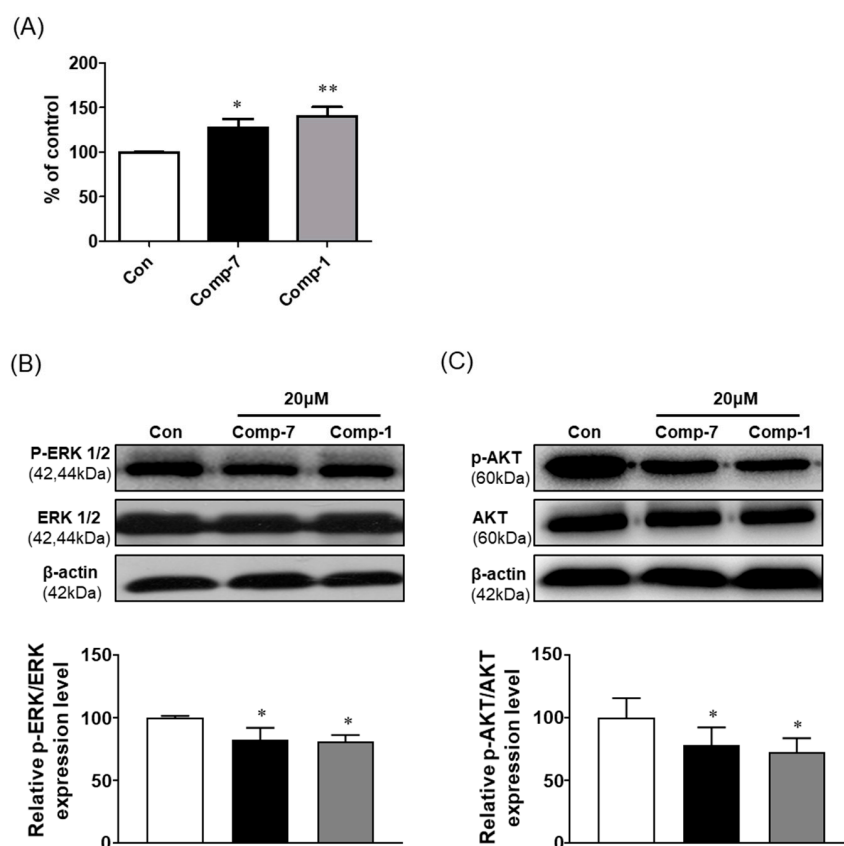 (A)
200
150
100
50
0
% of control
*
**
Con
Comp-7
Comp-1
(B)
20μM
Con
Comp-7
Comp-1
P-ERK 1/2
(42,44kDa)
ERK 1/2
(42,44kDa)
β-actin
(42kDa)
150
100
50
0
Relative p-ERK/ERK
expression level
*
*
(C)
20μM
Con
Comp-7
Comp-1
p-AKT
(60kDa)
AKT
(60kDa)
β-actin
(42kDa)
150
100
50
0
Relative p-AKT/AKT
expression level
*
*